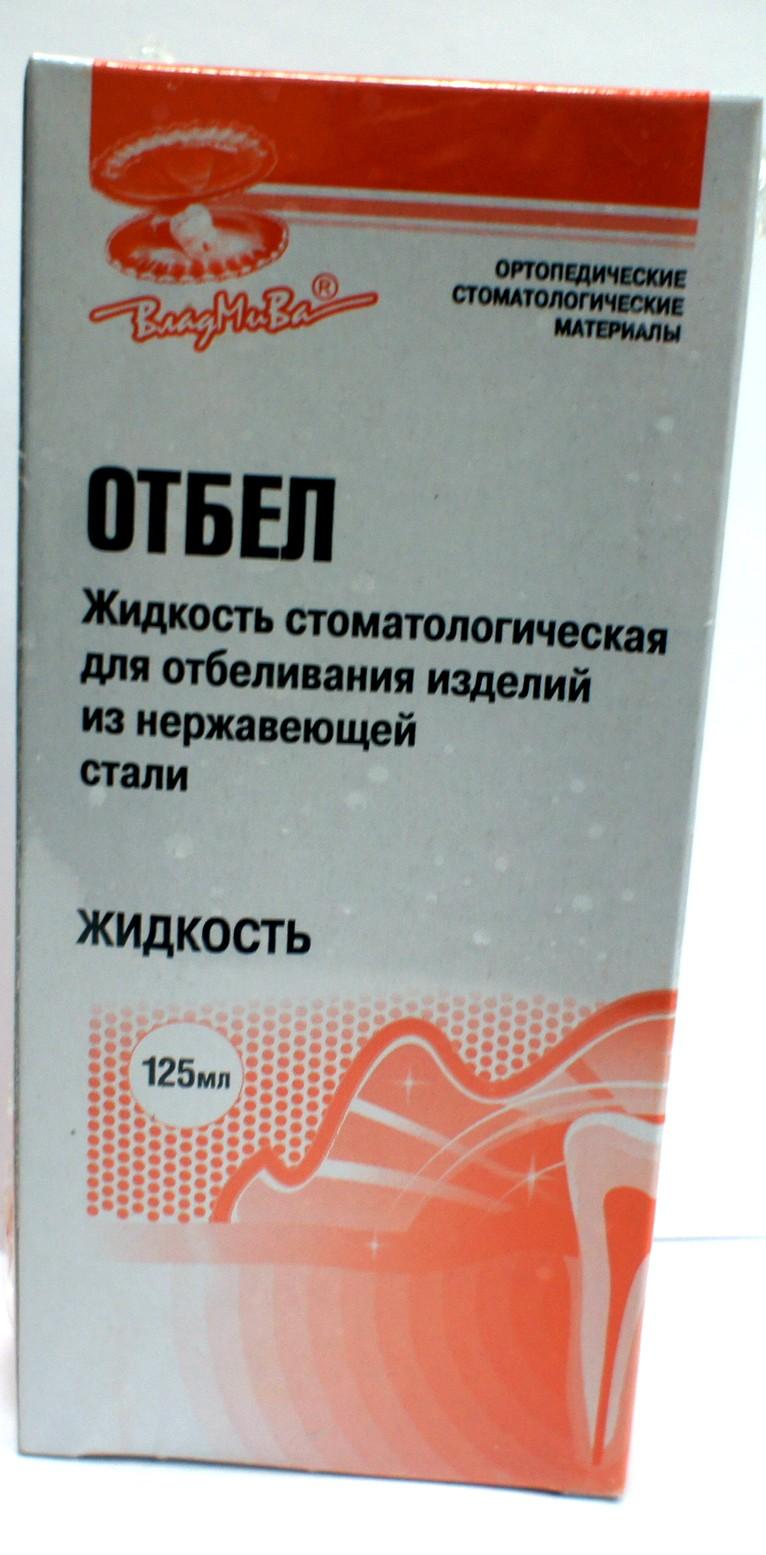 ВладМиВа®
ОРТОПЕДИЧЕСКИЕ
СТОМАТОЛОГИЧЕСКИЕ
МАТЕРИАЛЫ
ОТБЕЛ
Жидкость стоматологическая
для отбеливания изделий
из нержавеющей
стали
ЖИДКОСТЬ
125мл